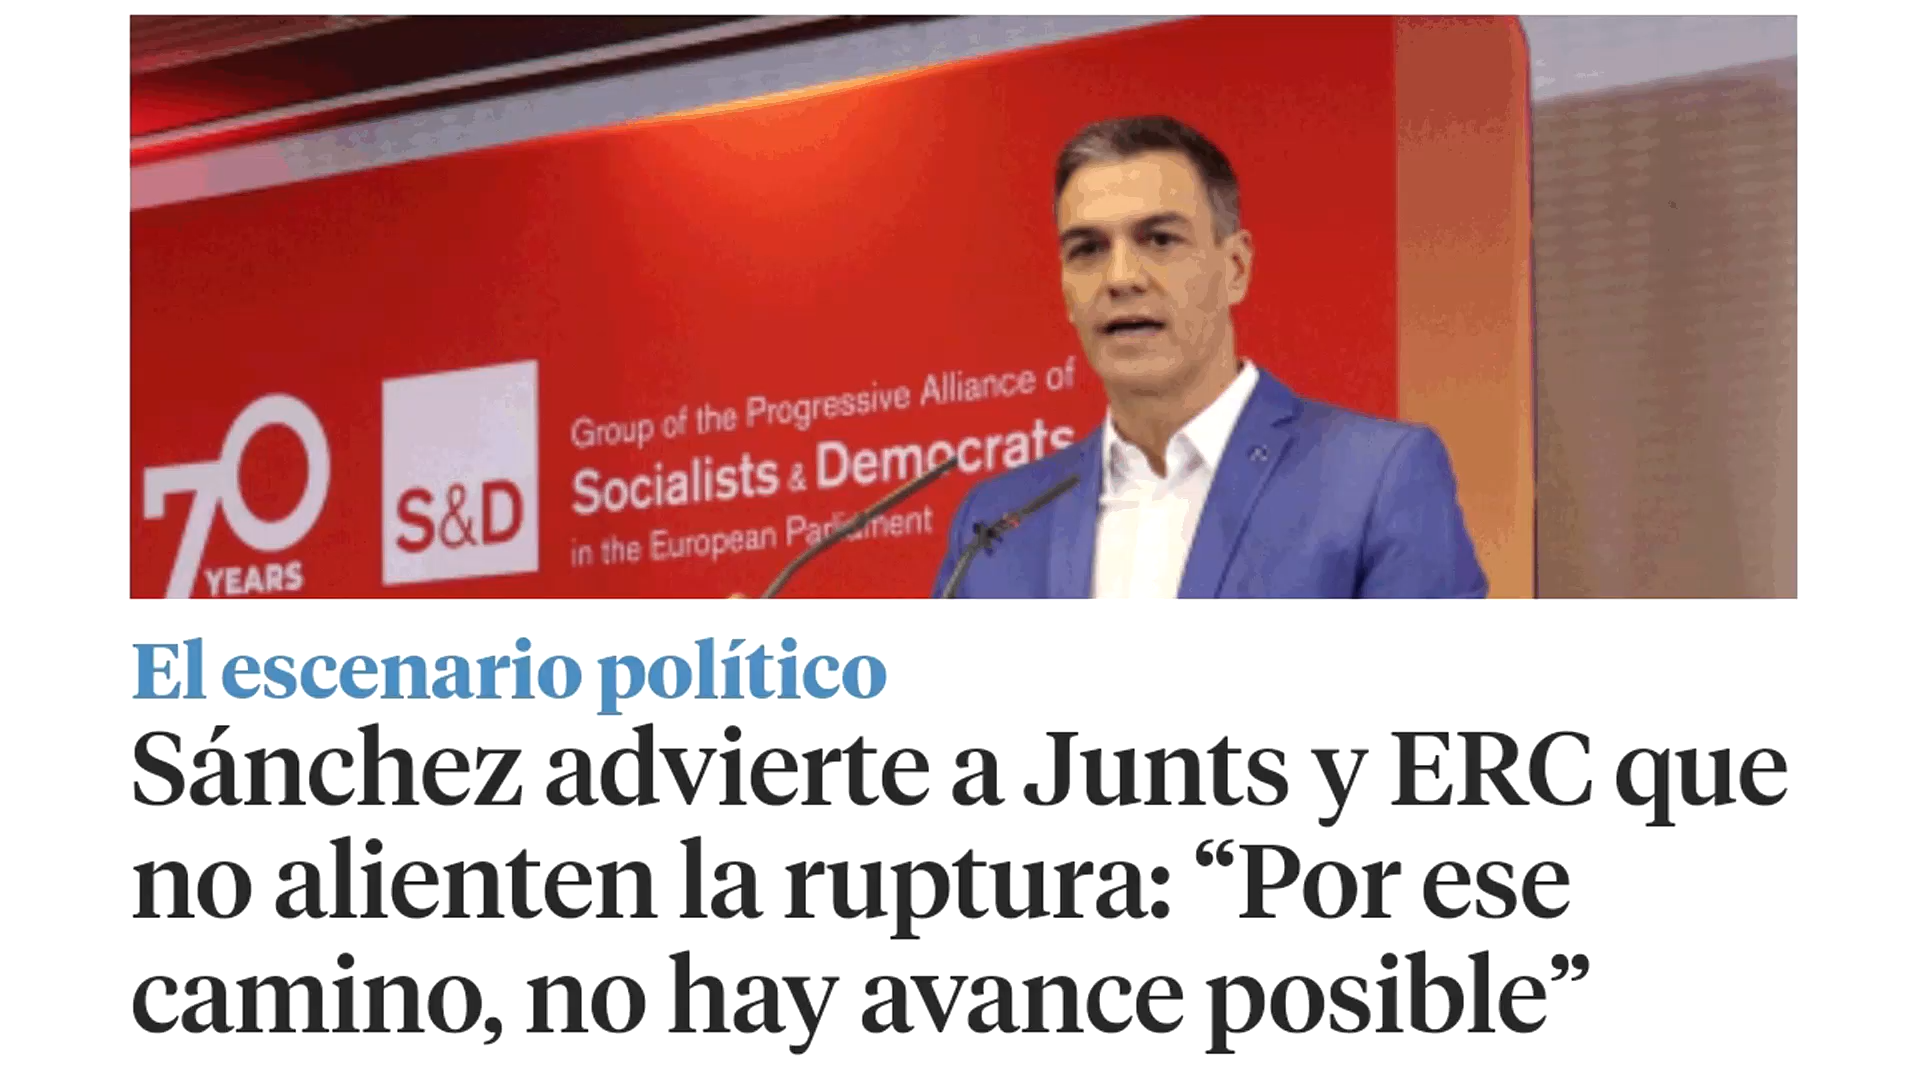 70
YEARS
S&D
Group of the Progressive Alliance of
Socialists & Democrats
in the European Parliament
El escenario político
Sánchez advierte a Junts y ERC que
no alienten la ruptura: “Por ese
camino, no hay avance posible”